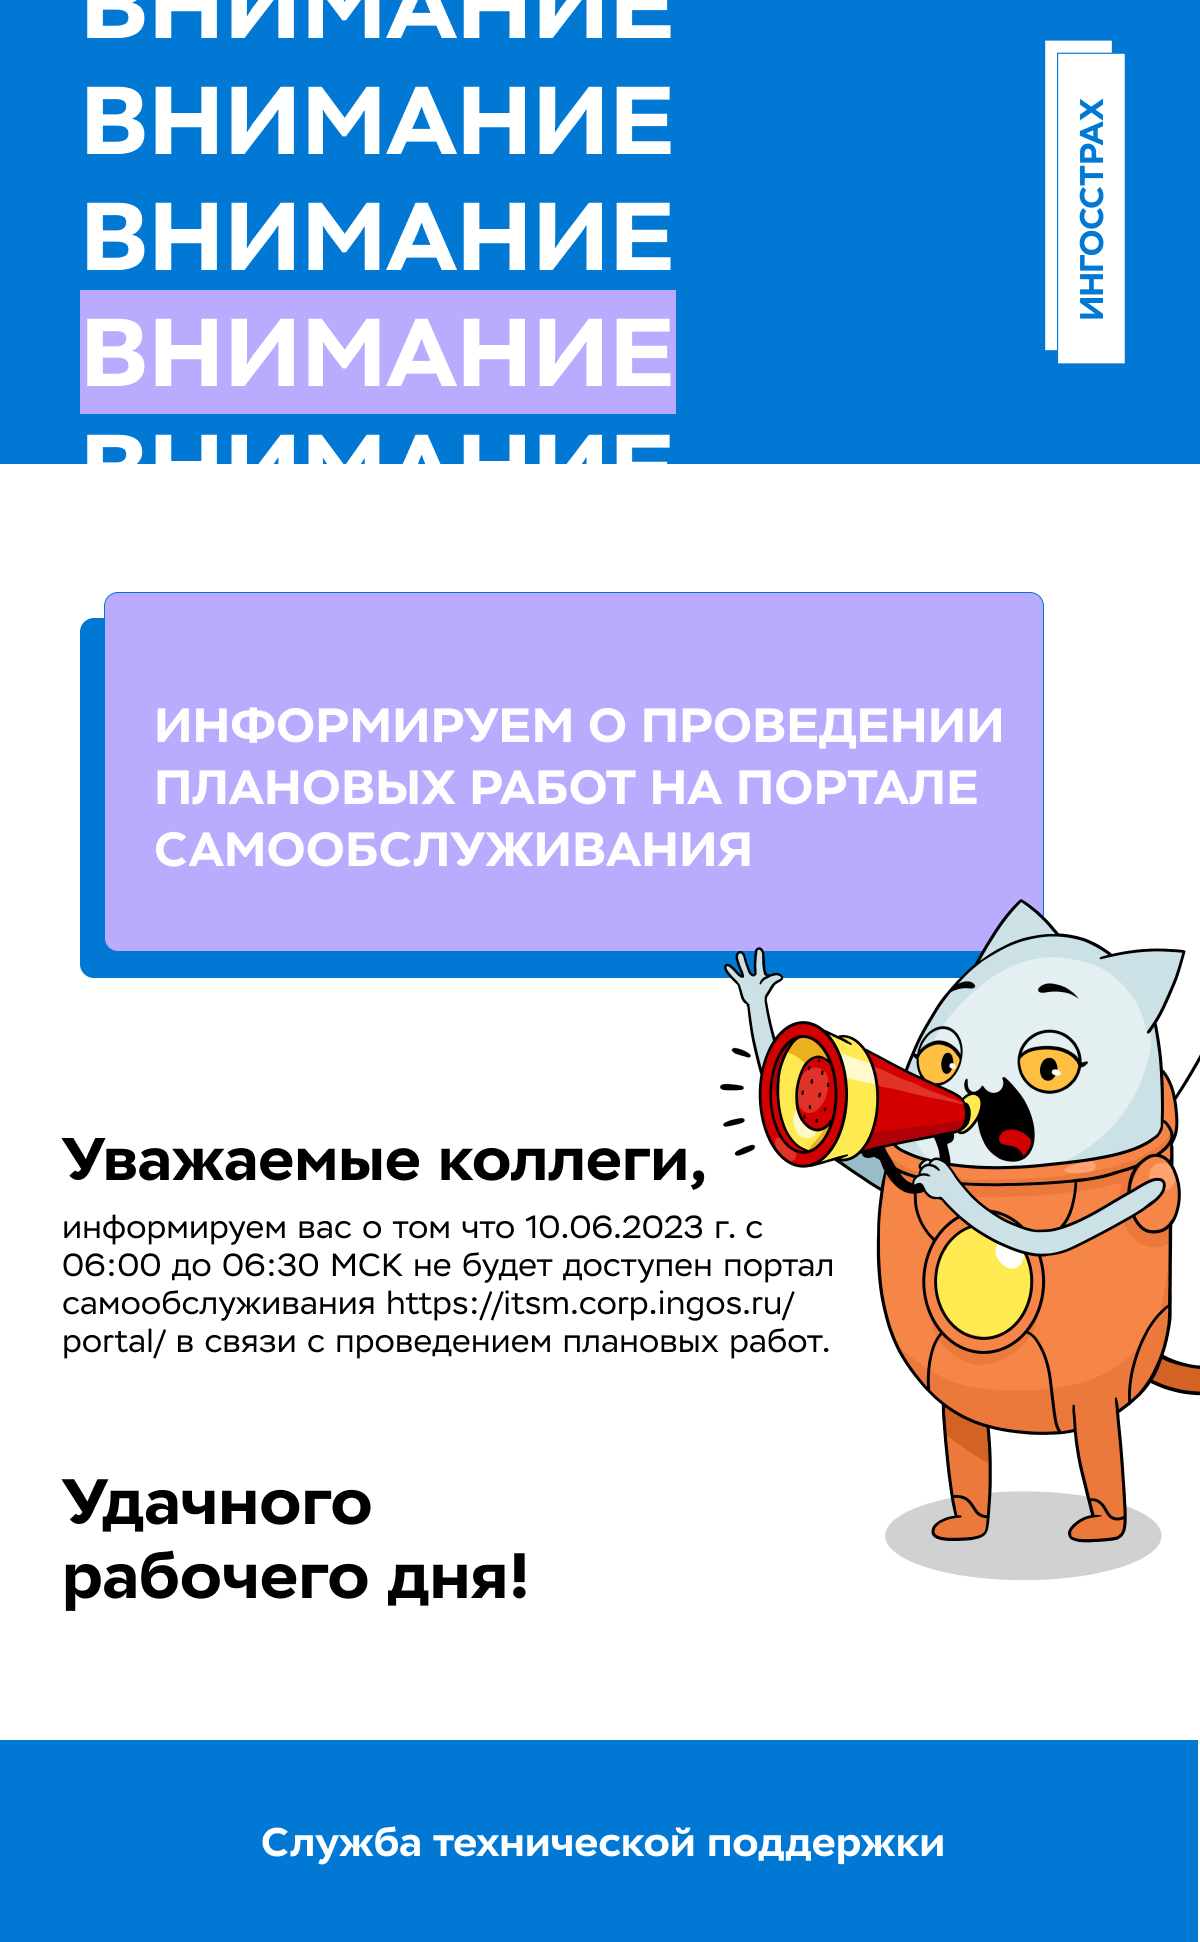 ВНИМАНИЕ
ВНИМАНИЕ
ВНИМАНИЕ
ВНИМАНИЕ
ВНИМАНИЕ
ИНГОССТРАХ
ИНФОРМИРУЕМ О ПРОВЕДЕНИИ
ПЛАНОВЫХ РАБОТ НА ПОРТАЛЕ
САМООБСЛУЖИВАНИЯ
Уважаемые коллеги,
информируем вас о том что 10.06.2023 г. с
06:00 до 06:30 МСК не будет доступен портал
самообслуживания https://itsm.corp.ingos.ru/
portal/ в связи с проведением плановых работ.
Удачного
рабочего дня!
Служба технической поддержки